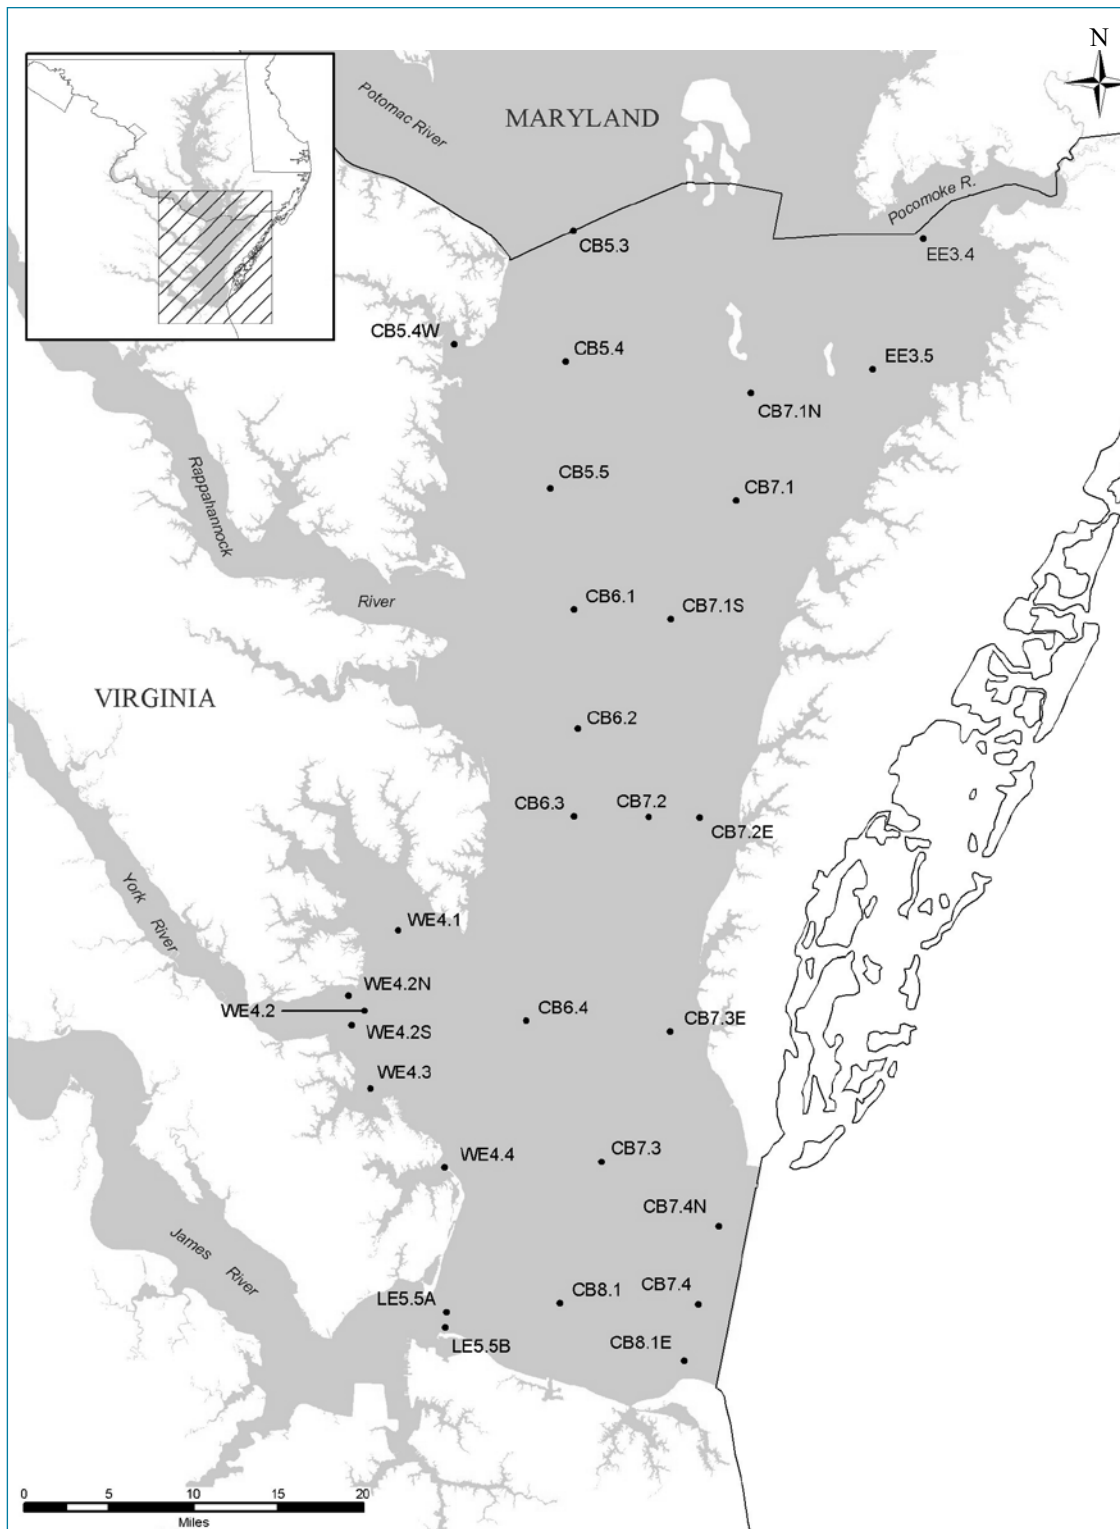 N
MARYLAND
Potomac River
Pocomoke R.
CB5.3
EE3.4
CB5.4W
CB5.4
EE3.5
CB7.1N
Rappahannock
River
CB5.5
CB7.1
CB6.1
CB7.1S
VIRGINIA
CB6.2
CB6.3
CB7.2
CB7.2E
York
River
WE4.1
WE4.2N
WE4.2
WE4.2S
CB6.4
CB7.3E
WE4.3
WE4.4
CB7.3
CB7.4N
James
River
LE5.5A
CB8.1
CB7.4
LE5.5B
CB8.1E
0 5 10 20
Miles